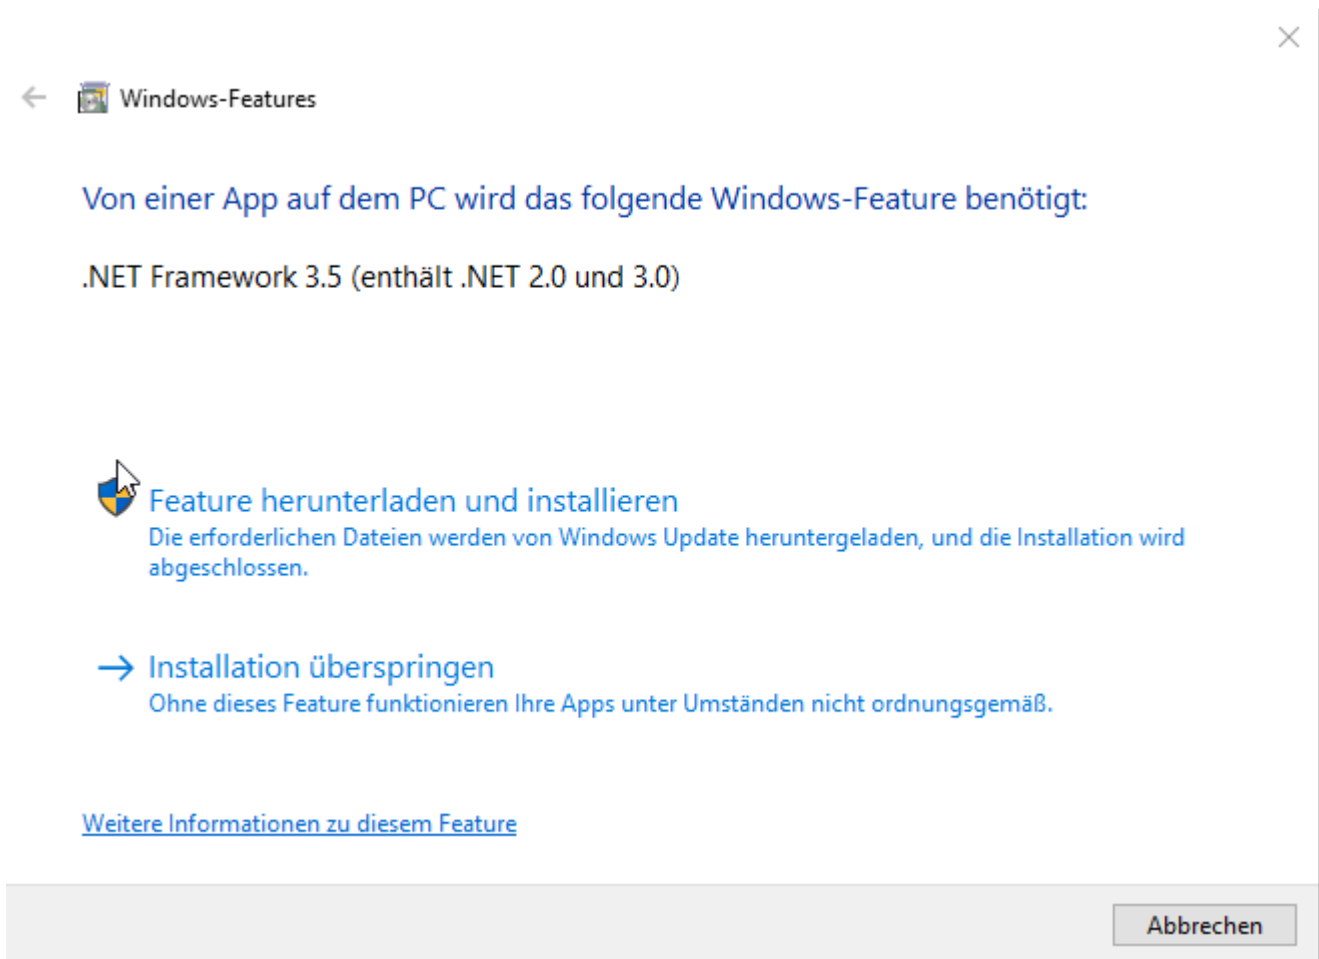 Windows-Features
Von einer App auf dem PC wird das folgende Windows-Feature benötigt:
.NET Framework 3.5 (enthält .NET 2.0 und 3.0)
Feature herunterladen und installieren
Die erforderlichen Dateien werden von Windows Update heruntergeladen, und die Installation wird
abgeschlossen.
Installation überspringen
Ohne dieses Feature funktionieren Ihre Apps unter Umständen nicht ordnungsgemäß.
Weitere Informationen zu diesem Feature
Abbrechen